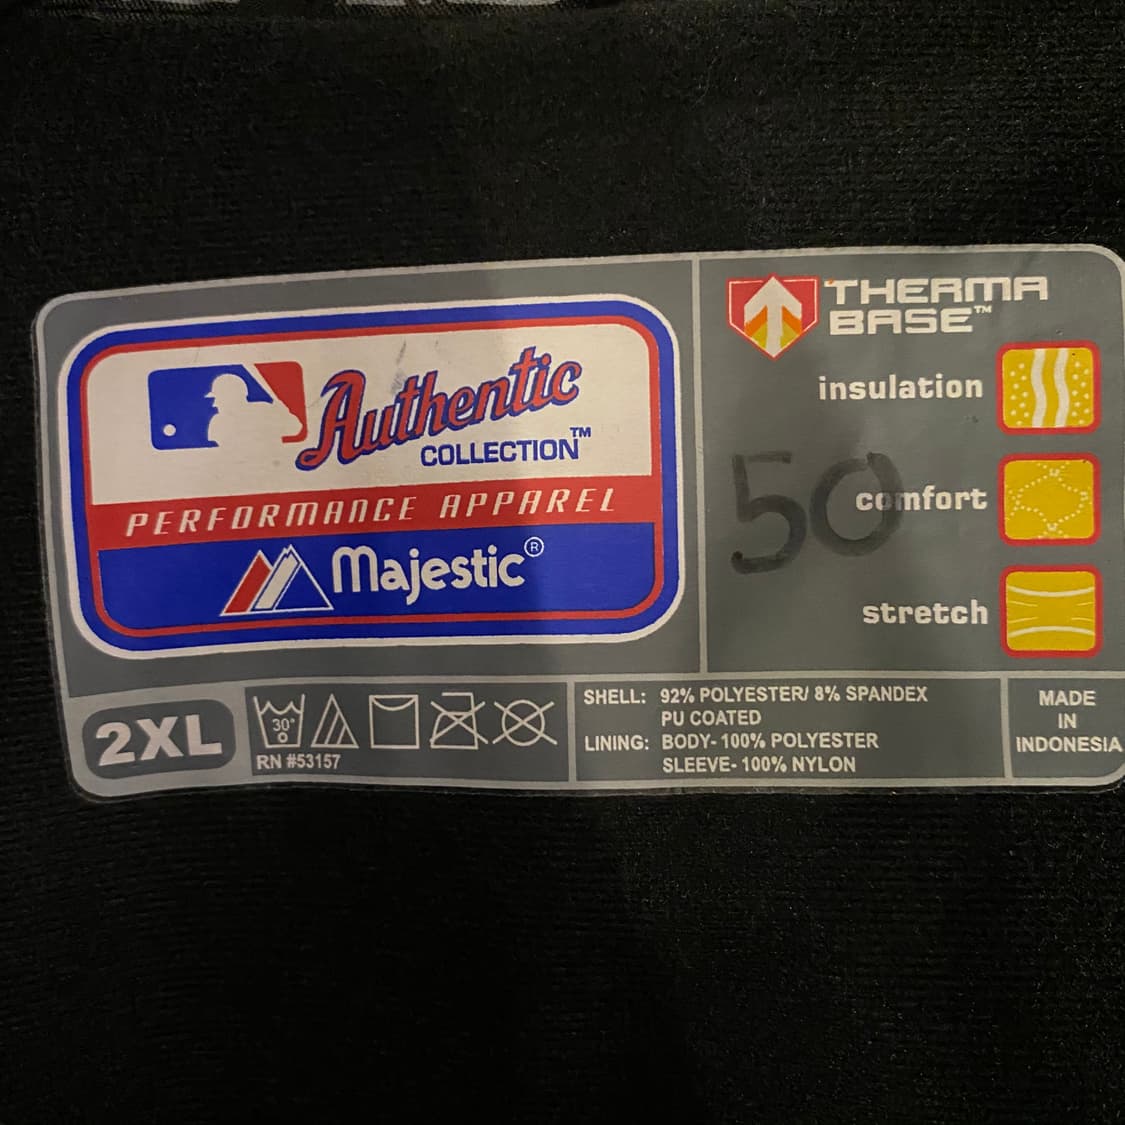 Authentic
COLLECTION™
PERFORMANCE APPAREL
Majestic®
THERMA
BASE™
insulation
50
comfort
stretch
2XL
30°
RN #53157
SHELL: 92% POLYESTER/ 8% SPANDEX
PU COATED
LINING: BODY- 100% POLYESTER
SLEEVE- 100% NYLON
MADE
IN
INDONESIA